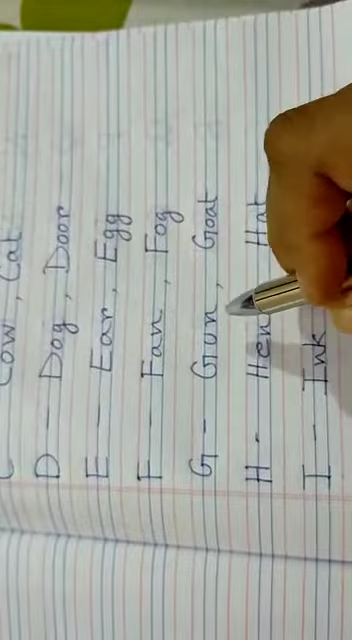 C Cow, Cat
D - Dog, Door
E - Ear, Egg
F - Fan, Fog
G - Gun, Goat
H - Hen Hat
I - Ink